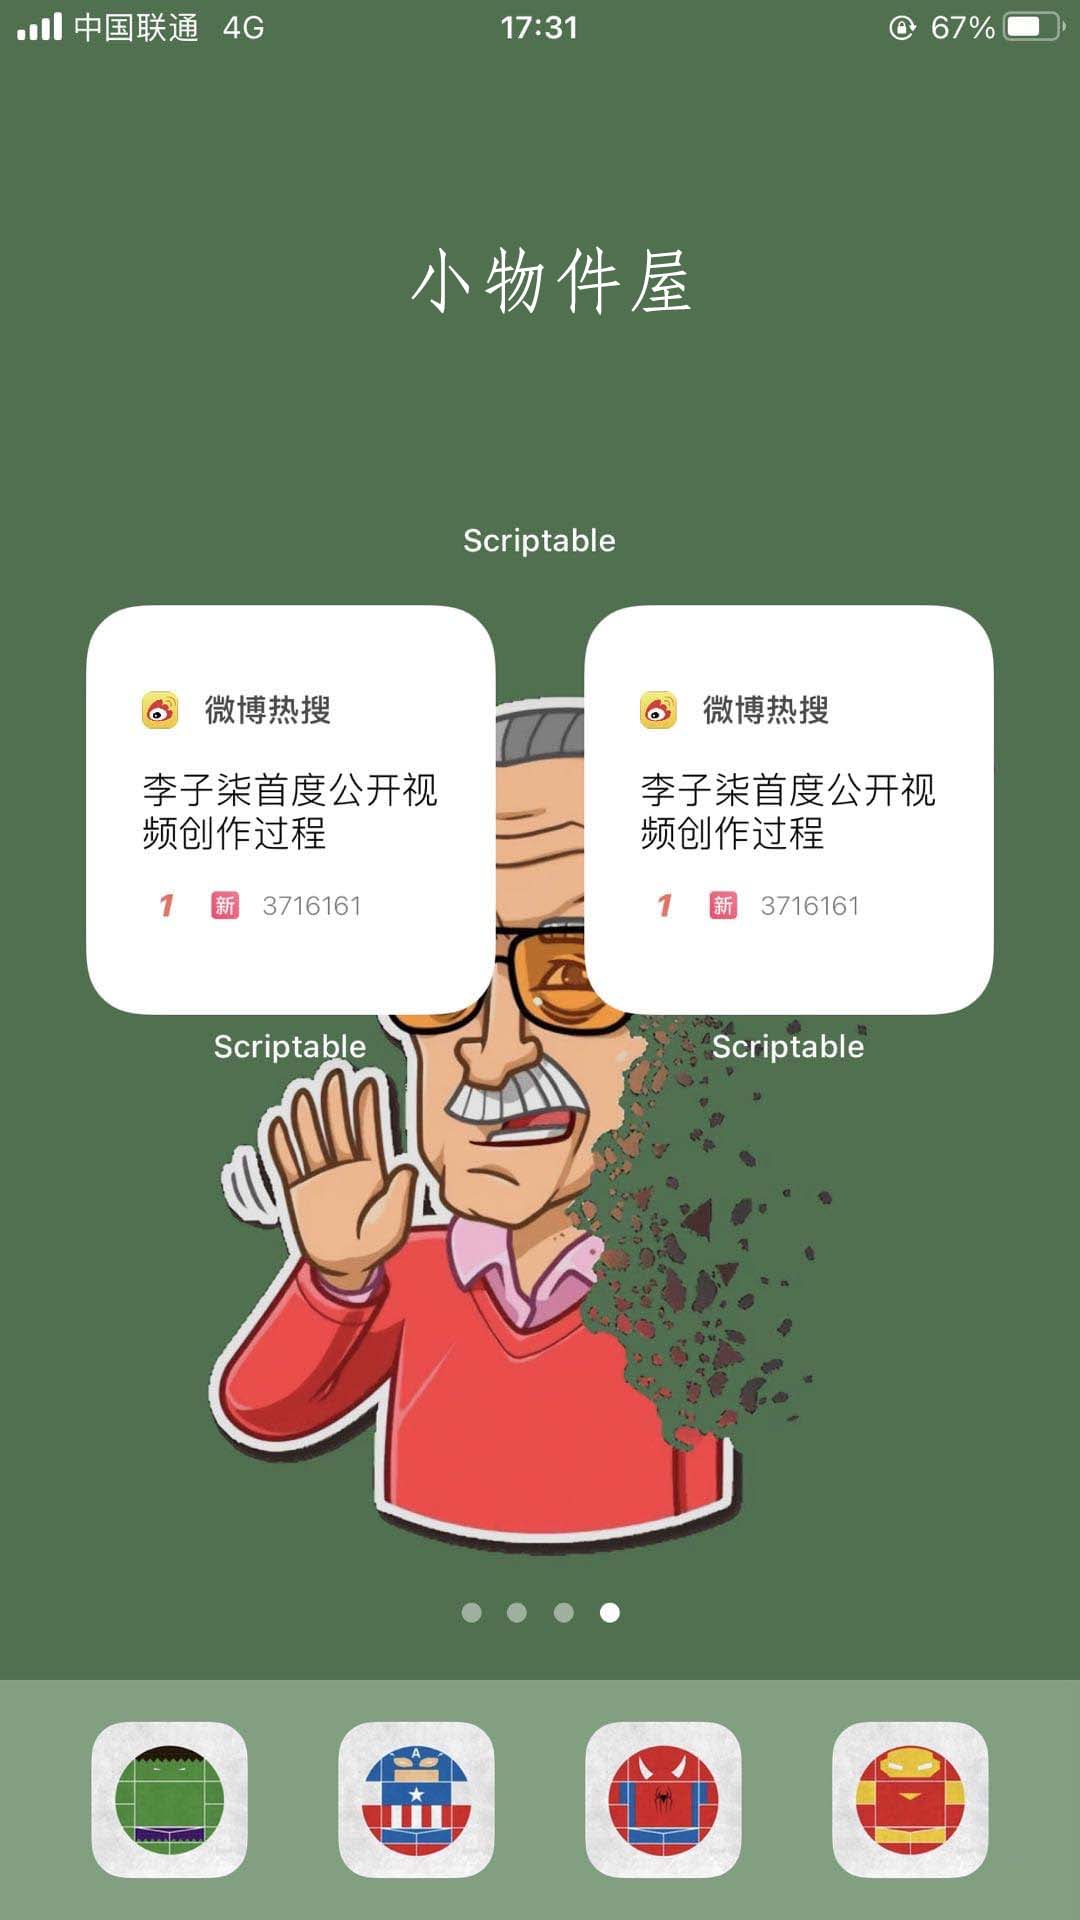 中国联通 4G 17:31 67%
小物件屋
Scriptable
微博热搜
李子柒首度公开视
频创作过程
1 新 3716161
Scriptable
微博热搜
李子柒首度公开视
频创作过程
1 新 3716161
Scriptable
A